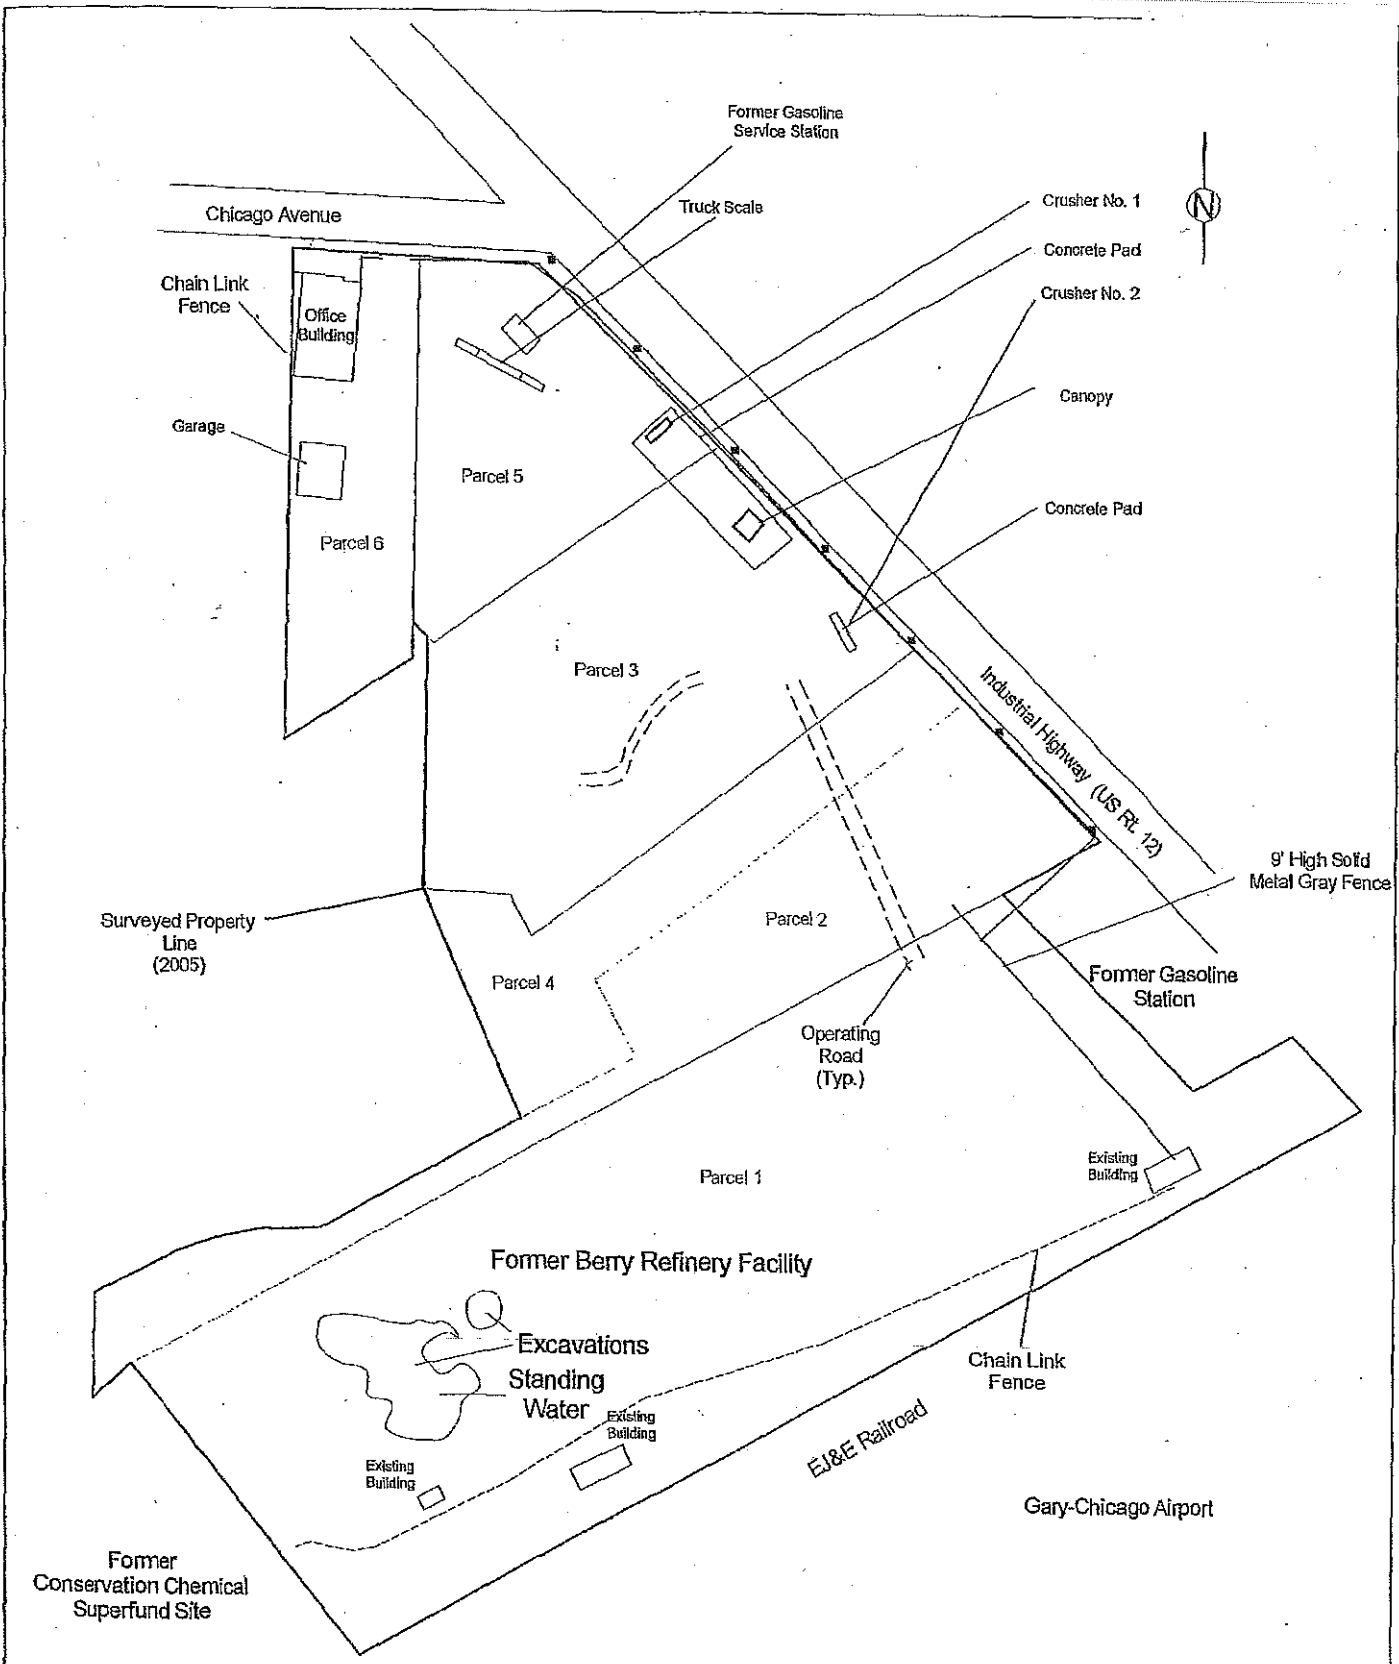 Former Gasoline
Service Station
Truck Scale
Crusher No. 1
N
Chicago Avenue
Concrete Pad
Chain Link
Fence
Crusher No. 2
Office
Building
Canopy
Garage
Parcel 5
Concrete Pad
Parcel 6
Parcel 3
Industrial Highway (US Rt. 12)
9' High Solid
Metal Gray Fence
Surveyed Property
Line
(2005)
Parcel 2
Parcel 4
Former Gasoline
Station
Operating
Road
(Typ.)
Existing
Building
Parcel 1
Former Berry Refinery Facility
Excavations
Standing
Water
Chain Link
Fence
Existing
Building
EJ&E Railroad
Existing
Building
Gary-Chicago Airport
Former
Conservation Chemical
Superfund Site